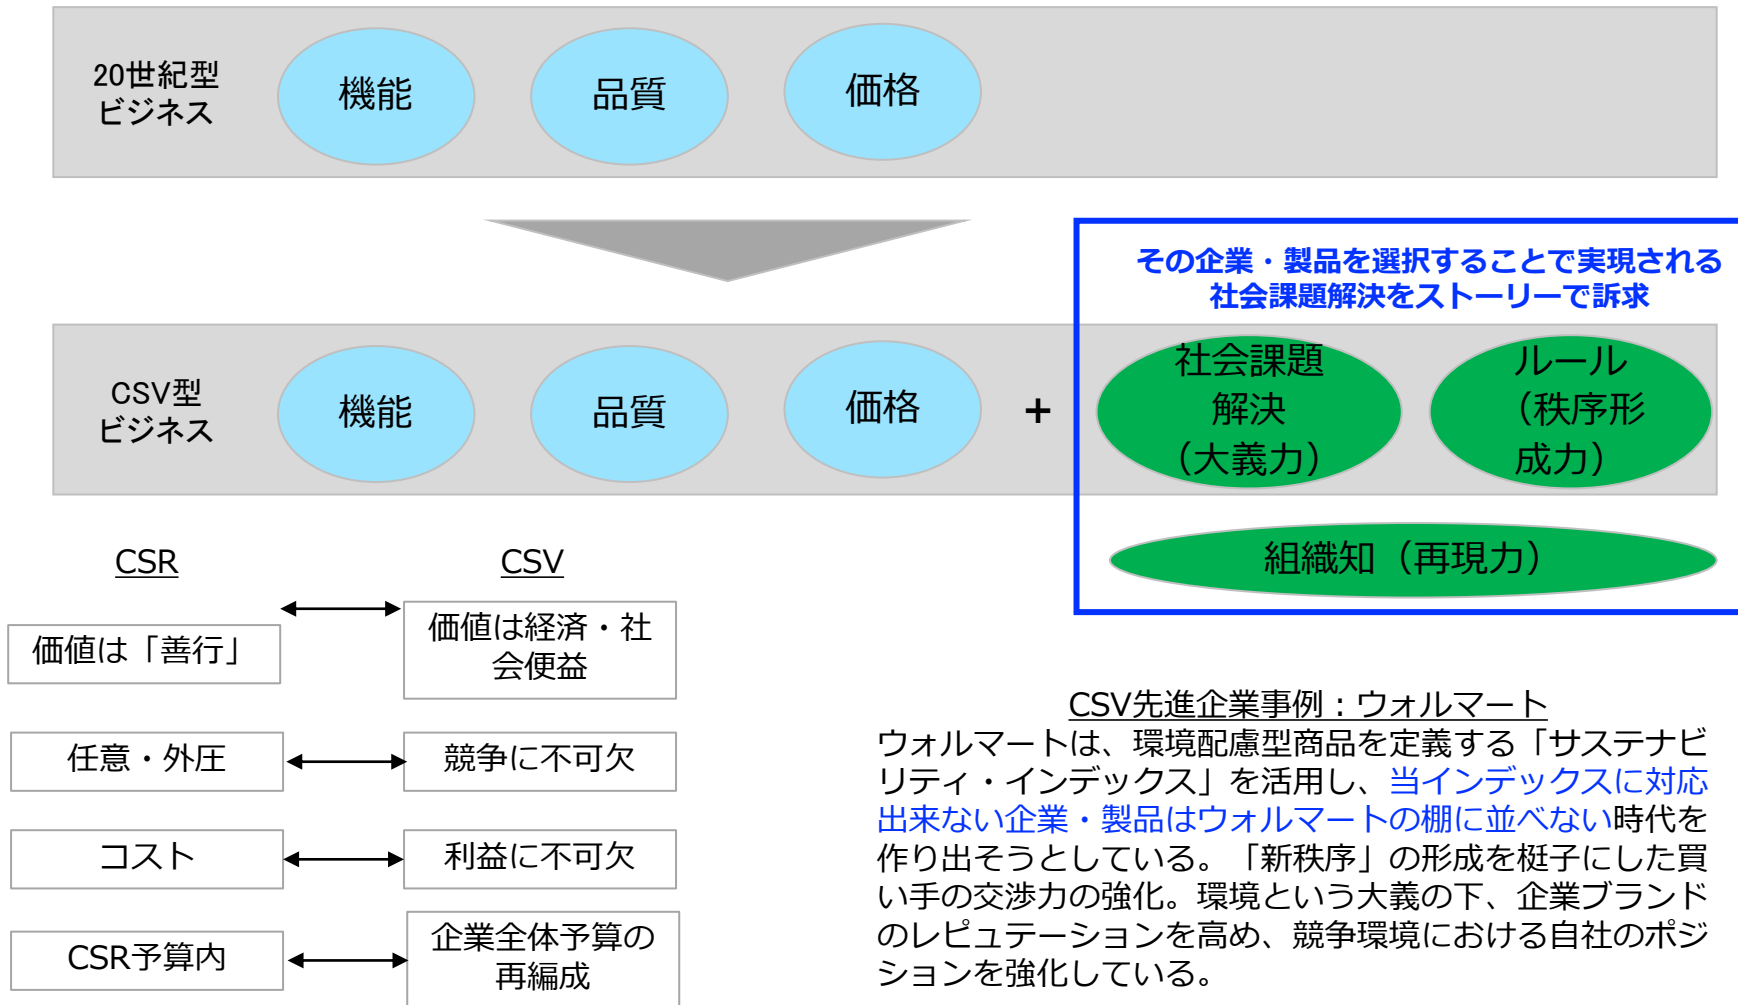 20世紀型
ビジネス
機能
品質
価格
その企業・製品を選択することで実現される
社会課題解決をストーリーで訴求
CSV型
ビジネス
機能
品質
価格
+
社会課題
解決
（大義力）
ルール
（秩序形
成力）
組織知（再現力）
CSR
CSV
価値は「善行」
価値は経済・社
会便益
任意・外圧
競争に不可欠
コスト
利益に不可欠
CSR予算内
企業全体予算の
再編成
CSV先進企業事例：ウォルマート
ウォルマートは、環境配慮型商品を定義する「サステナビ
リティ・インデックス」を活用し、当インデックスに対応
出来ない企業・製品はウォルマートの棚に並べない時代を
作り出そうとしている。「新秩序」の形成を梃子にした買
い手の交渉力の強化。環境という大義の下、企業ブランド
のレピュテーションを高め、競争環境における自社のポジ
ションを強化している。